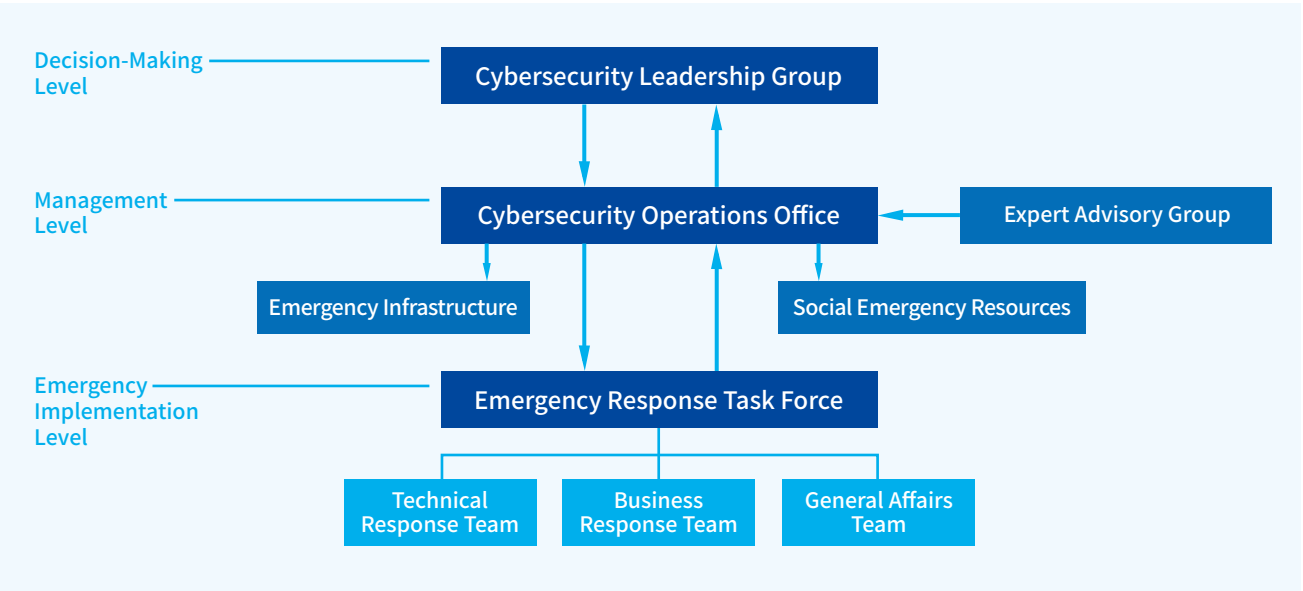 Decision-Making
Level
Cybersecurity Leadership Group
Management
Level
Cybersecurity Operations Office
Expert Advisory Group
Emergency Infrastructure
Social Emergency Resources
Emergency
Implementation
Level
Emergency Response Task Force
Technical
Response Team
Business
Response Team
General Affairs
Team